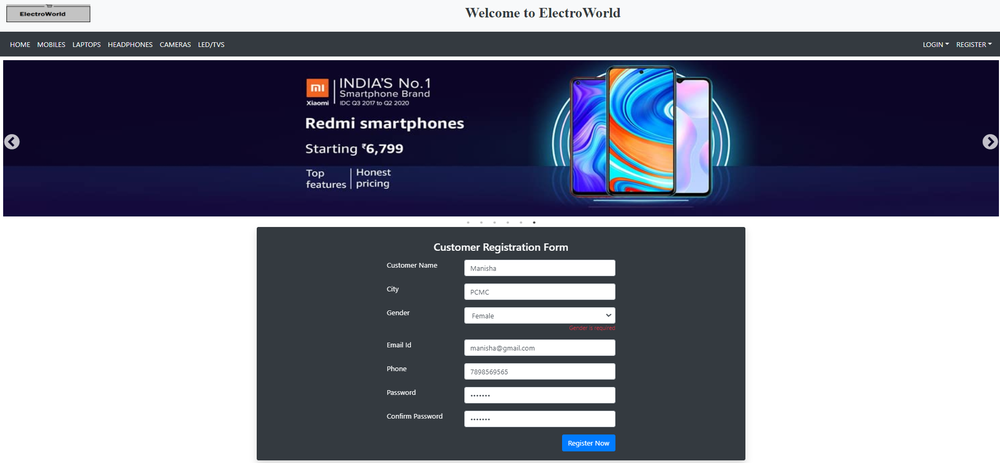 ElectroWorld
Welcome to ElectroWorld
HOME MOBILES LAPTOPS HEADPHONES CAMERAS LED/TVS LOGIN REGISTER
mi
Xiaomi
INDIA'S No.1
Smartphone Brand
IDC Q3 2017 to Q2 2020
Redmi smartphones
Starting ₹6,799
Top
features
Honest
pricing
Customer Registration Form
Customer Name Manisha
City PCMC
Gender Female
Gender is required
Email Id manisha@gmail.com
Phone 7898569565
Password •••••••
Confirm Password •••••••
Register Now